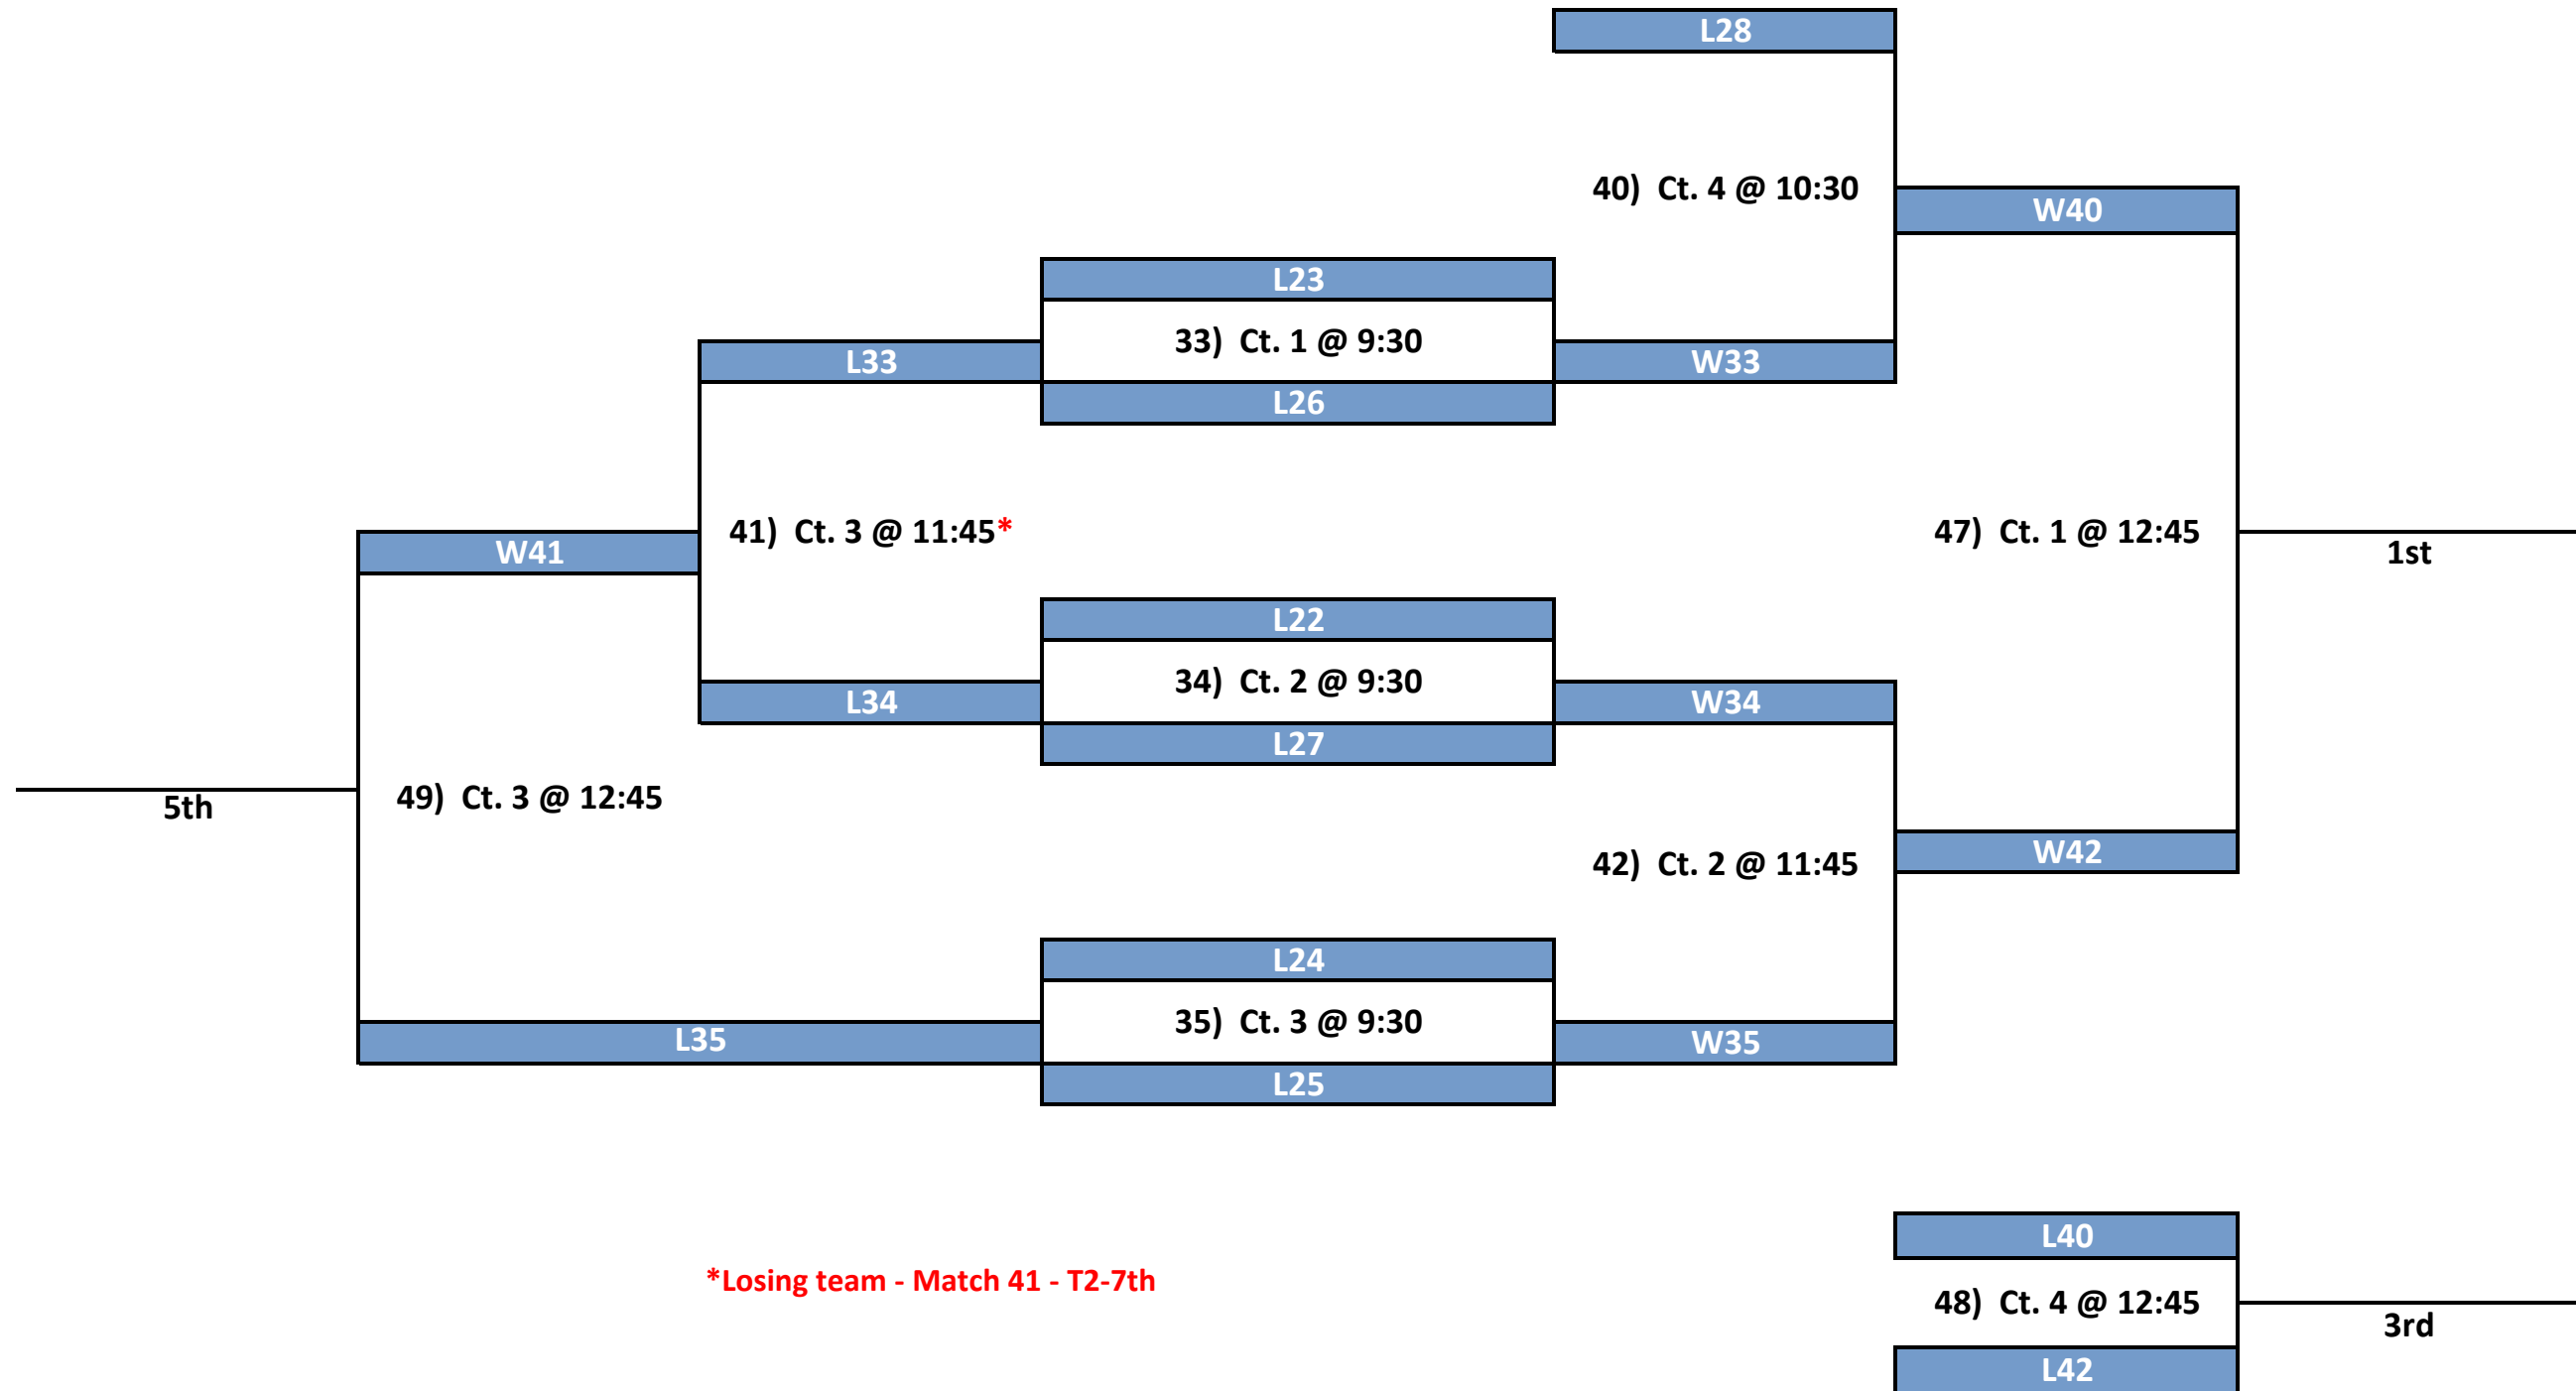 L28
40)  Ct. 4 @ 10:30
W40
L23
33)  Ct. 1 @ 9:30
L33
W33
L26
41)  Ct. 3 @ 11:45*
47)  Ct. 1 @ 12:45
W41
1st
L22
34)  Ct. 2 @ 9:30
L34
W34
L27
49)  Ct. 3 @ 12:45
5th
42)  Ct. 2 @ 11:45
W42
L24
35)  Ct. 3 @ 9:30
L35
W35
L25
L40
*Losing team - Match 41 - T2-7th
48)  Ct. 4 @ 12:45
3rd
L42